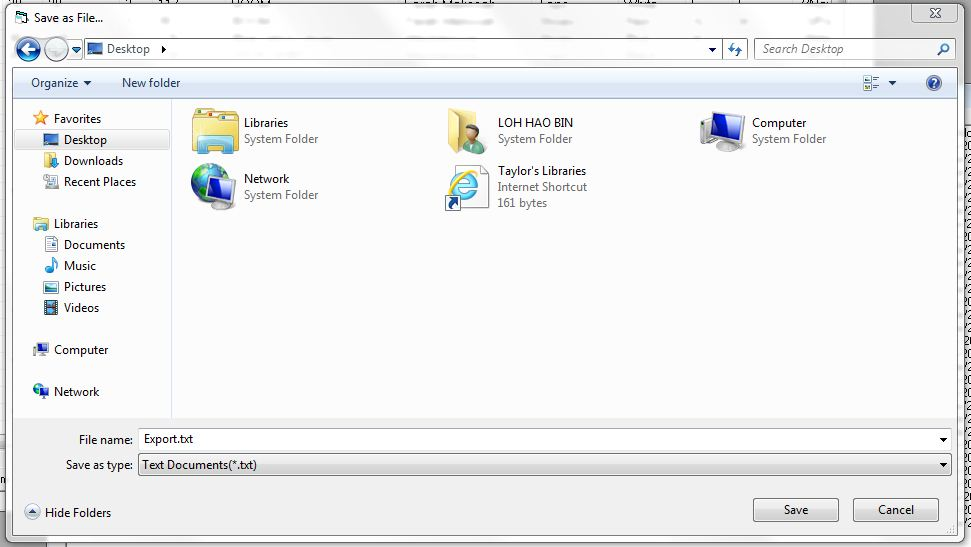 Save as File...
Desktop
Search Desktop
Organize
New folder
Favorites
Desktop
Downloads
Recent Places
Libraries
Documents
Music
Pictures
Videos
Computer
Network
Libraries
System Folder
LOH HAO BIN
System Folder
Computer
System Folder
Network
System Folder
Taylor's Libraries
Internet Shortcut
161 bytes
File name: Export.txt
Save as type: Text Documents(*.txt)
Hide Folders
Save
Cancel